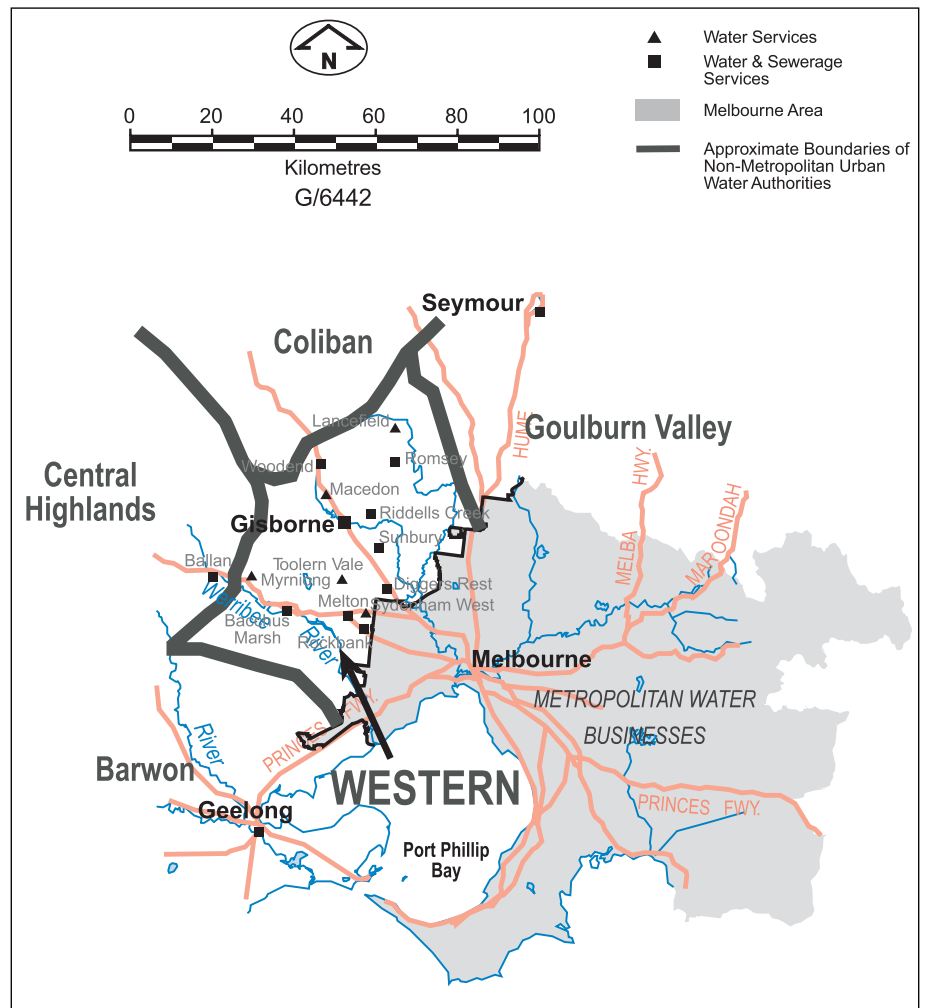 N
Water Services
Water & Sewerage
Services
Melbourne Area
Approximate Boundaries of
Non-Metropolitan Urban
Water Authorities
0 20 40 60 80 100
Kilometres
G/6442
Seymour
Coliban
Lancefield
HUME
Goulburn Valley
Central
Highlands
Woodend
Romsey
HWY.
Macedon
MAROONDAH
Riddells Creek
Gisborne
Sunbury
MELBA
Ballan
Toolern Vale
Myrniong
Diggers Rest
Werribee
Melton
Sydenham West
Bacchus
Marsh
River
Rockbank
Melbourne
METROPOLITAN WATER
BUSINESSES
PRINCES FWY.
River
Barwon
WESTERN
Geelong
PRINCES FWY.
Port Phillip
Bay